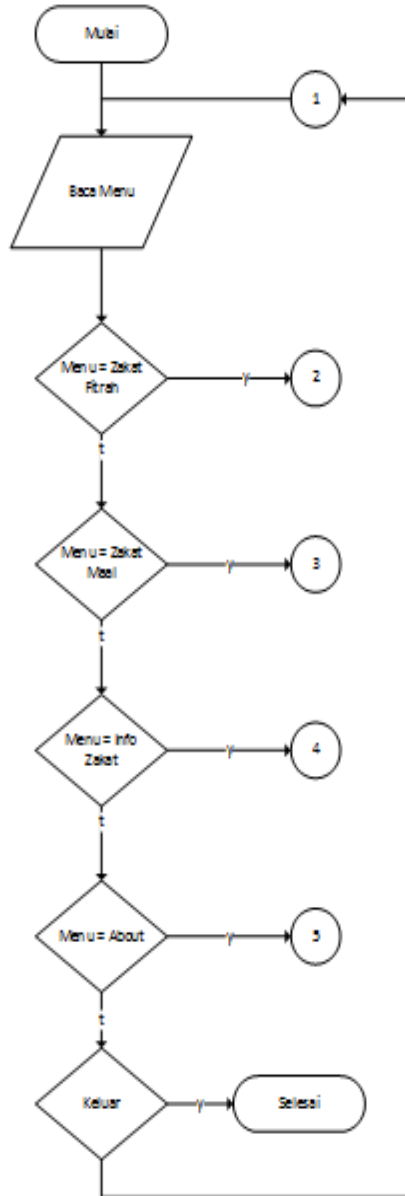 Mulai
1
Baca Menu
Menu = Zakat
Fitrah
y
2
t
Menu = Zakat
Maal
y
3
t
Menu = Info
Zakat
y
4
t
Menu = About
y
5
t
Keluar
y
Selesai